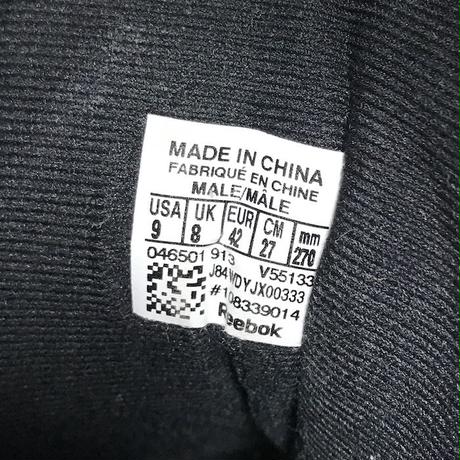 MADE IN CHINA
FABRIQUÉ EN CHINE
MALE/MÂLE
USA UK EUR CM mm
9 8 42 27 270
046501 913 V55133
J84WDYJX00333
#108339014
Reebok